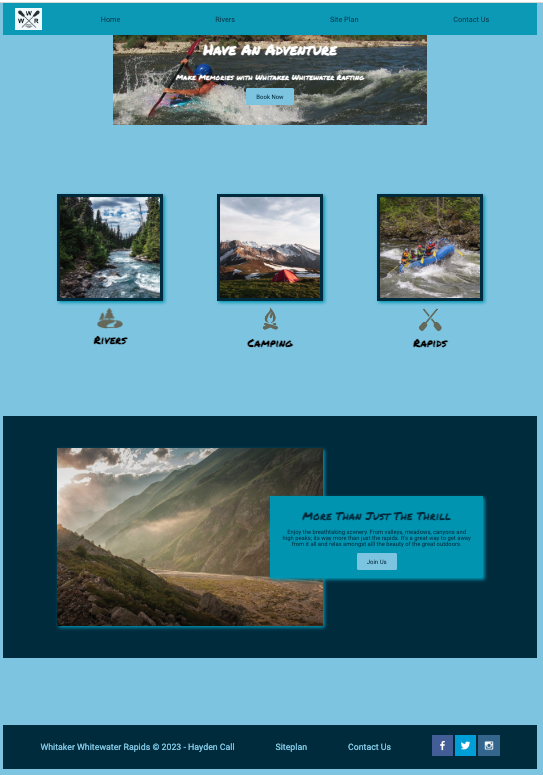 W
W R
Home Rivers Site Plan Contact Us
Have An Adventure
Make Memories with Whitaker Whitewater Rafting
Book Now
Rivers Camping Rapids
More Than Just The Thrill
Enjoy the breathtaking scenery. From valleys, meadows, canyons and
high peaks, its way more than just the rapids. It's a great way to get away
from it all and relax amongst all the beauty of the great outdoors.
Join Us
Whitaker Whitewater Rapids © 2023 - Hayden Call Siteplan Contact Us